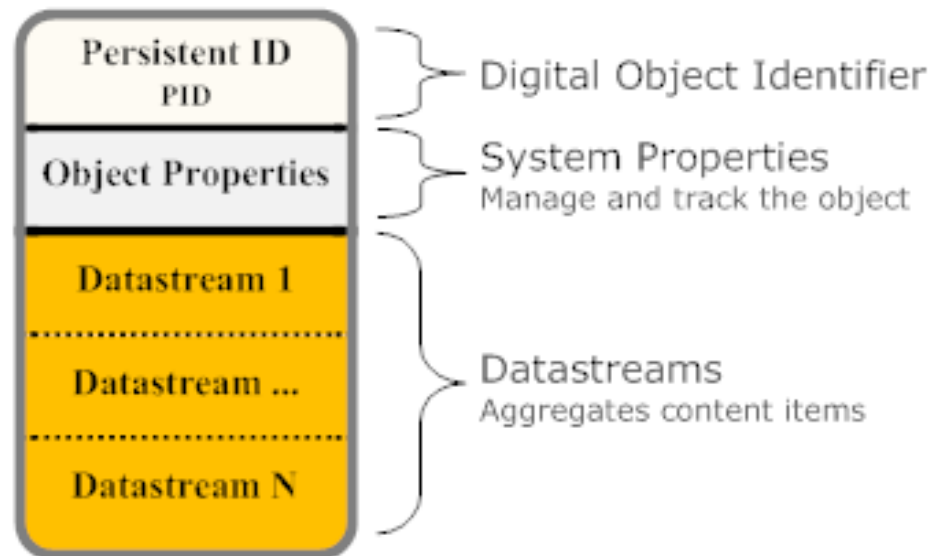 Persistent ID
PID
Digital Object Identifier
Object Properties
System Properties
Manage and track the object
Datastream 1
Datastream ...
Datastream N
Datastreams
Aggregates content items